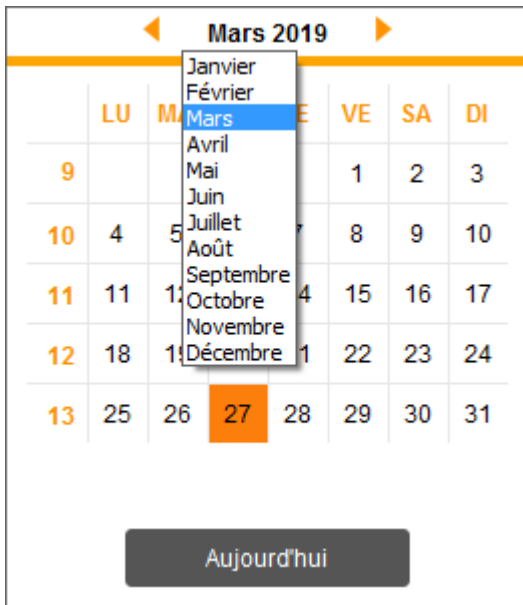 Mars 2019
Janvier
Février
Mars
Avril
Mai
Juin
Juillet
Août
Septembre
Octobre
Novembre
Décembre
LU VE SA DI
9 1 2 3
10 4 5 8 9 10
11 11 15 16 17
12 18 22 23 24
13 25 26 27 28 29 30 31
Aujourd'hui